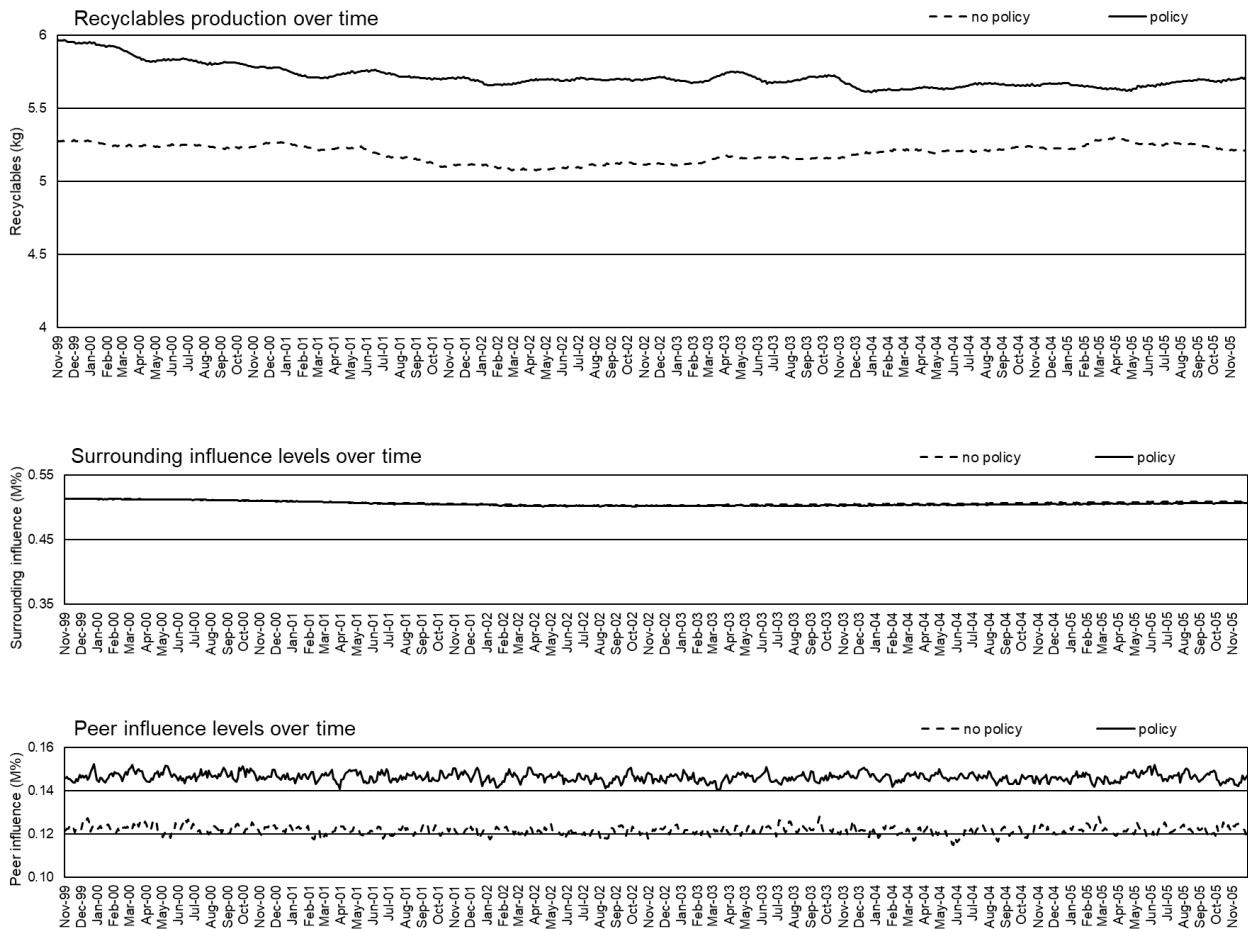 Recyclables production over time
no policy
policy
Recyclables (kg)
6
5.5
5
4.5
4
Nov-99 Dec-99 Jan-00 Feb-00 Mar-00 Apr-00 May-00 Jun-00 Jul-00 Aug-00 Sep-00 Oct-00 Nov-00 Dec-00 Jan-01 Feb-01 Mar-01 Apr-01 May-01 Jun-01 Jul-01 Aug-01 Sep-01 Oct-01 Nov-01 Dec-01 Jan-02 Feb-02 Mar-02 Apr-02 May-02 Jun-02 Jul-02 Aug-02 Sep-02 Oct-02 Nov-02 Dec-02 Jan-03 Feb-03 Mar-03 Apr-03 May-03 Jun-03 Jul-03 Aug-03 Sep-03 Oct-03 Nov-03 Dec-03 Jan-04 Feb-04 Mar-04 Apr-04 May-04 Jun-04 Jul-04 Aug-04 Sep-04 Oct-04 Nov-04 Dec-04 Jan-05 Feb-05 Mar-05 Apr-05 May-05 Jun-05 Jul-05 Aug-05 Sep-05 Oct-05 Nov-05
Surrounding influence levels over time
no policy
policy
Surrounding influence (M%)
0.55
0.45
0.35
Nov-99 Dec-99 Jan-00 Feb-00 Mar-00 Apr-00 May-00 Jun-00 Jul-00 Aug-00 Sep-00 Oct-00 Nov-00 Dec-00 Jan-01 Feb-01 Mar-01 Apr-01 May-01 Jun-01 Jul-01 Aug-01 Sep-01 Oct-01 Nov-01 Dec-01 Jan-02 Feb-02 Mar-02 Apr-02 May-02 Jun-02 Jul-02 Aug-02 Sep-02 Oct-02 Nov-02 Dec-02 Jan-03 Feb-03 Mar-03 Apr-03 May-03 Jun-03 Jul-03 Aug-03 Sep-03 Oct-03 Nov-03 Dec-03 Jan-04 Feb-04 Mar-04 Apr-04 May-04 Jun-04 Jul-04 Aug-04 Sep-04 Oct-04 Nov-04 Dec-04 Jan-05 Feb-05 Mar-05 Apr-05 May-05 Jun-05 Jul-05 Aug-05 Sep-05 Oct-05 Nov-05
Peer influence levels over time
no policy
policy
Peer influence (M%)
0.16
0.14
0.12
0.10
Nov-99 Dec-99 Jan-00 Feb-00 Mar-00 Apr-00 May-00 Jun-00 Jul-00 Aug-00 Sep-00 Oct-00 Nov-00 Dec-00 Jan-01 Feb-01 Mar-01 Apr-01 May-01 Jun-01 Jul-01 Aug-01 Sep-01 Oct-01 Nov-01 Dec-01 Jan-02 Feb-02 Mar-02 Apr-02 May-02 Jun-02 Jul-02 Aug-02 Sep-02 Oct-02 Nov-02 Dec-02 Jan-03 Feb-03 Mar-03 Apr-03 May-03 Jun-03 Jul-03 Aug-03 Sep-03 Oct-03 Nov-03 Dec-03 Jan-04 Feb-04 Mar-04 Apr-04 May-04 Jun-04 Jul-04 Aug-04 Sep-04 Oct-04 Nov-04 Dec-04 Jan-05 Feb-05 Mar-05 Apr-05 May-05 Jun-05 Jul-05 Aug-05 Sep-05 Oct-05 Nov-05